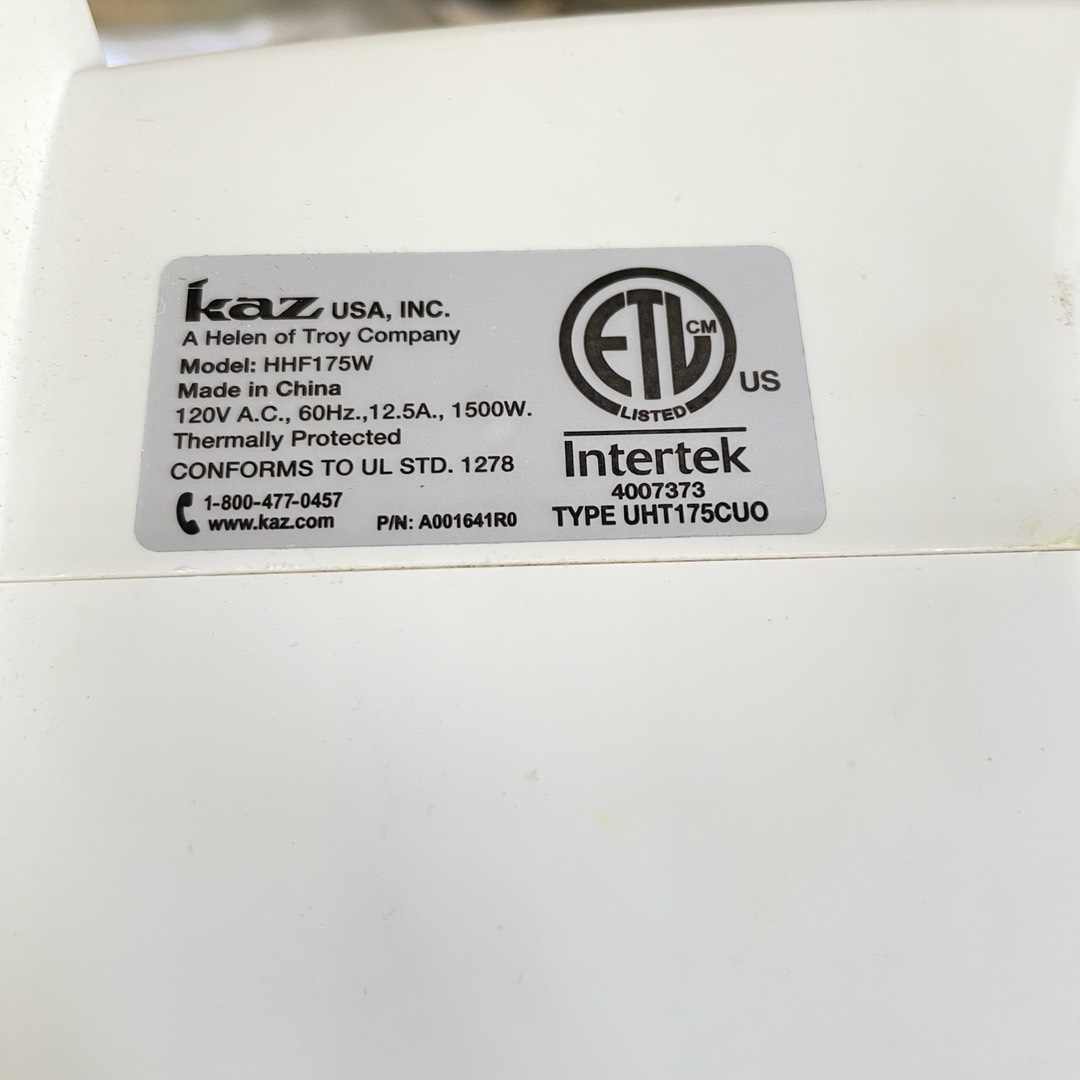 kaz USA, INC.
A Helen of Troy Company
Model: HHF175W
Made in China
120V A.C., 60Hz.,12.5A., 1500W.
Thermally Protected
CONFORMS TO UL STD. 1278
1-800-477-0457
www.kaz.com
P/N: A001641R0
ETL CM
LISTED
US
Intertek
4007373
TYPE UHT175CUO